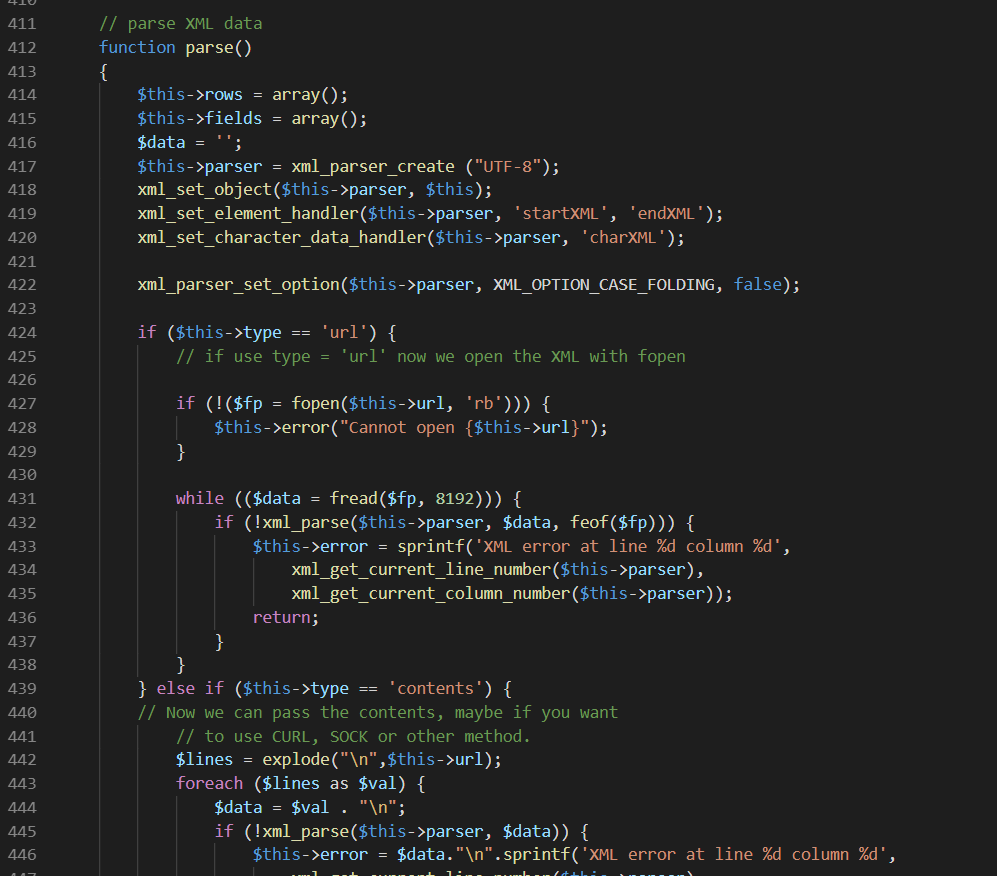 411 // parse XML data
412 function parse()
413 {
414 $this->rows = array();
415 $this->fields = array();
416 $data = '';
417 $this->parser = xml_parser_create ("UTF-8");
418 xml_set_object($this->parser, $this);
419 xml_set_element_handler($this->parser, 'startXML', 'endXML');
420 xml_set_character_data_handler($this->parser, 'charXML');
421
422 xml_parser_set_option($this->parser, XML_OPTION_CASE_FOLDING, false);
423
424 if ($this->type == 'url') {
425 // if use type = 'url' now we open the XML with fopen
426
427 if (!($fp = fopen($this->url, 'rb'))) {
428 $this->error("Cannot open {$this->url}");
429 }
430
431 while (($data = fread($fp, 8192))) {
432 if (!xml_parse($this->parser, $data, feof($fp))) {
433 $this->error = sprintf('XML error at line %d column %d',
434 xml_get_current_line_number($this->parser),
435 xml_get_current_column_number($this->parser));
436 return;
437 }
438 }
439 } else if ($this->type == 'contents') {
440 // Now we can pass the contents, maybe if you want
441 // to use CURL, SOCK or other method.
442 $lines = explode("\n",$this->url);
443 foreach ($lines as $val) {
444 $data = $val . "\n";
445 if (!xml_parse($this->parser, $data)) {
446 $this->error = $data."\n".sprintf('XML error at line %d column %d',